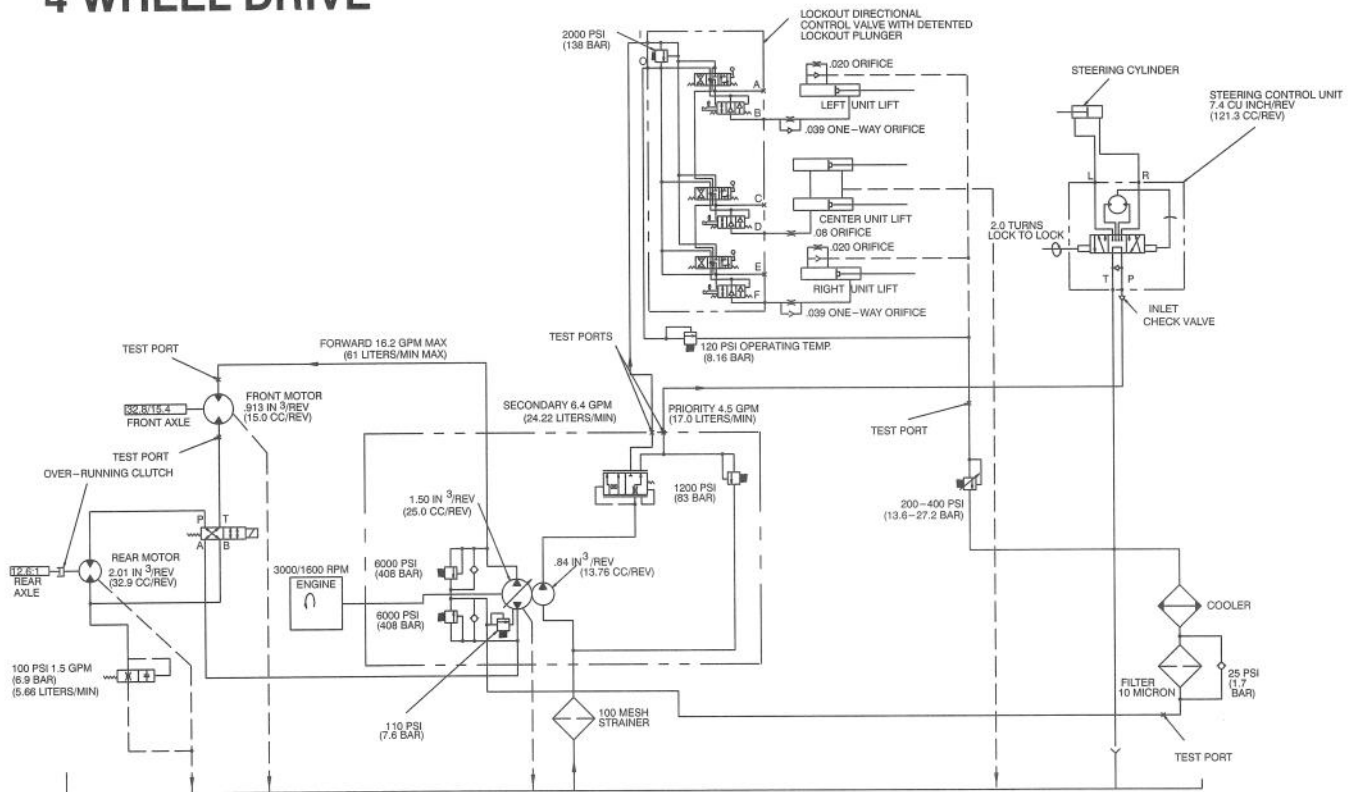 4 WHEEL DRIVE
LOCKOUT DIRECTIONAL
CONTROL VALVE WITH DETENTED
LOCKOUT PLUNGER
2000 PSI
(138 BAR)
I
O
A
B
C
D
E
F
.020 ORIFICE
LEFT UNIT LIFT
.039 ONE-WAY ORIFICE
CENTER UNIT LIFT
.08 ORIFICE
.020 ORIFICE
RIGHT UNIT LIFT
.039 ONE-WAY ORIFICE
STEERING CYLINDER
STEERING CONTROL UNIT
7.4 CU INCH/REV
(121.3 CC/REV)
L
R
2.0 TURNS
LOCK TO LOCK
T
P
INLET
CHECK VALVE
TEST PORTS
120 PSI OPERATING TEMP.
(8.16 BAR)
TEST PORT
FORWARD 16.2 GPM MAX
(61 LITERS/MIN MAX)
FRONT MOTOR
.913 IN 3/REV
(15.0 CC/REV)
32.8/15.4
FRONT AXLE
TEST PORT
OVER-RUNNING CLUTCH
SECONDARY 6.4 GPM
(24.22 LITERS/MIN)
PRIORITY 4.5 GPM
(17.0 LITERS/MIN)
TEST PORT
1200 PSI
(83 BAR)
200-400 PSI
(13.6-27.2 BAR)
1.50 IN 3/REV
(25.0 CC/REV)
P
T
A
B
REAR MOTOR
2.01 IN 3/REV
(32.9 CC/REV)
12.6:1
REAR
AXLE
3000/1600 RPM
ENGINE
6000 PSI
(408 BAR)
6000 PSI
(408 BAR)
.84 IN3/REV
(13.76 CC/REV)
COOLER
100 PSI 1.5 GPM
(6.9 BAR)
(5.66 LITERS/MIN)
FILTER
10 MICRON
25 PSI
(1.7
BAR)
110 PSI
(7.6 BAR)
100 MESH
STRAINER
TEST PORT